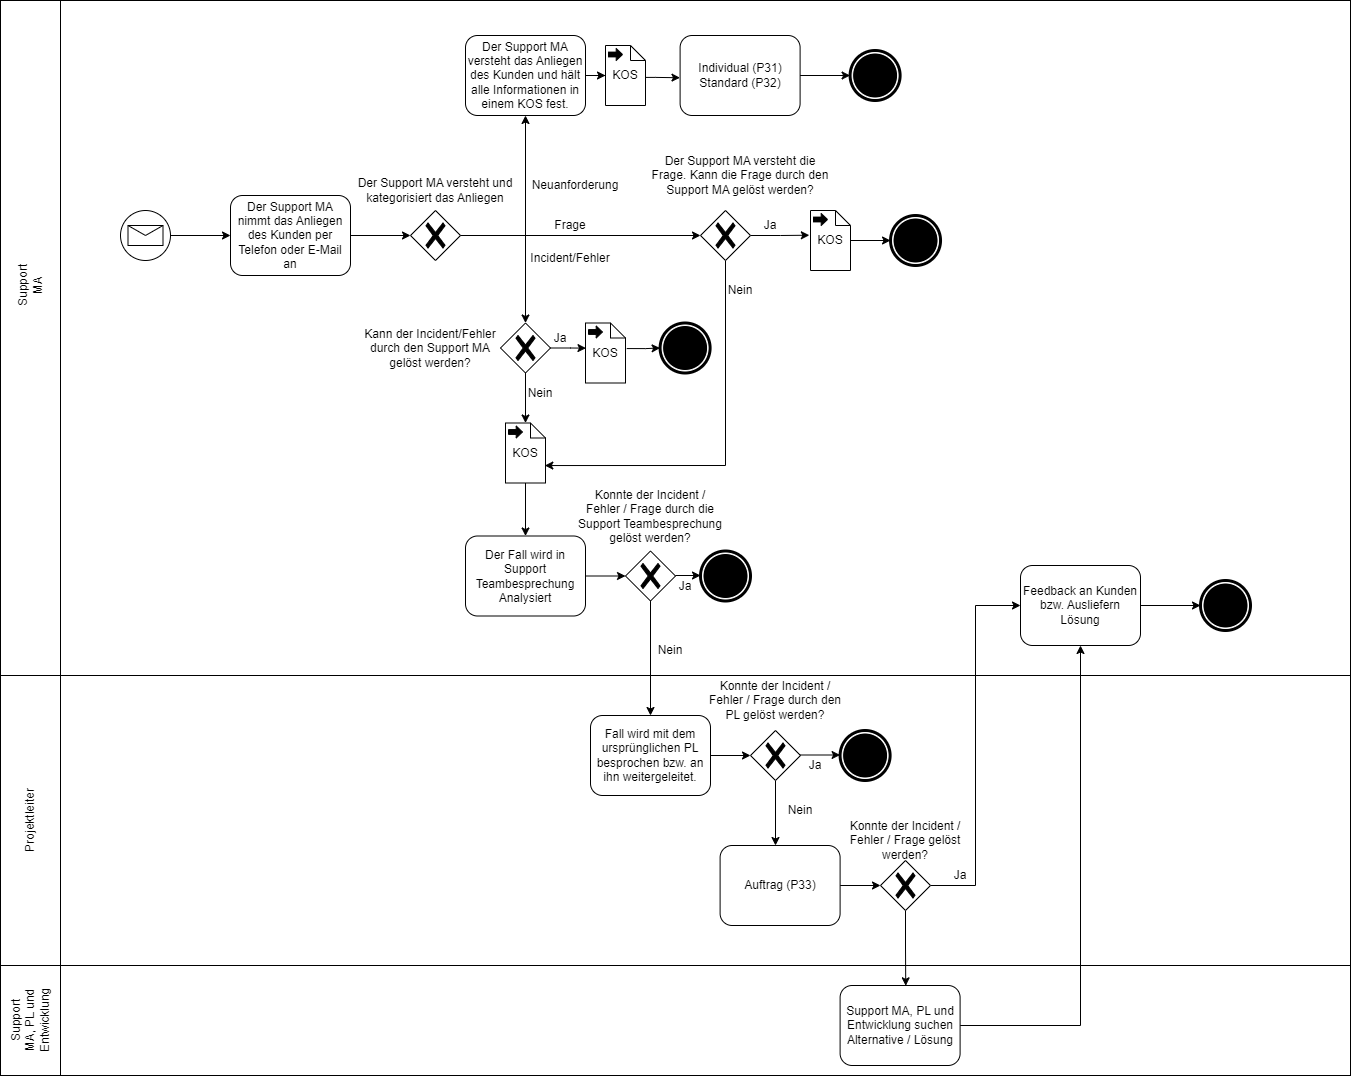 Support
MA
Der Support MA
versteht das Anliegen
des Kunden und hält
alle Informationen in
einem KOS fest.
KOS
Individual (P31)
Standard (P32)
Der Support MA versteht und
kategorisiert das Anliegen
Neuanforderung
Der Support MA versteht die
Frage. Kann die Frage durch den
Support MA gelöst werden?
Der Support MA
nimmt das Anliegen
des Kunden per
Telefon oder E-Mail
an
Frage
Ja
KOS
Incident/Fehler
Nein
Kann der Incident/Fehler
durch den Support MA
gelöst werden?
Ja
KOS
Nein
KOS
Konnte der Incident /
Fehler / Frage durch die
Support Teambesprechung
gelöst werden?
Der Fall wird in
Support
Teambesprechung
Analysiert
Ja
Feedback an Kunden
bzw. Ausliefern
Lösung
Nein
Projektleiter
Konnte der Incident /
Fehler / Frage durch den
PL gelöst werden?
Fall wird mit dem
ursprünglichen PL
besprochen bzw. an
ihn weitergeleitet.
Ja
Nein
Konnte der Incident /
Fehler / Frage gelöst
werden?
Auftrag (P33)
Ja
Support
MA, PL und
Entwicklung
Support MA, PL und
Entwicklung suchen
Alternative / Lösung